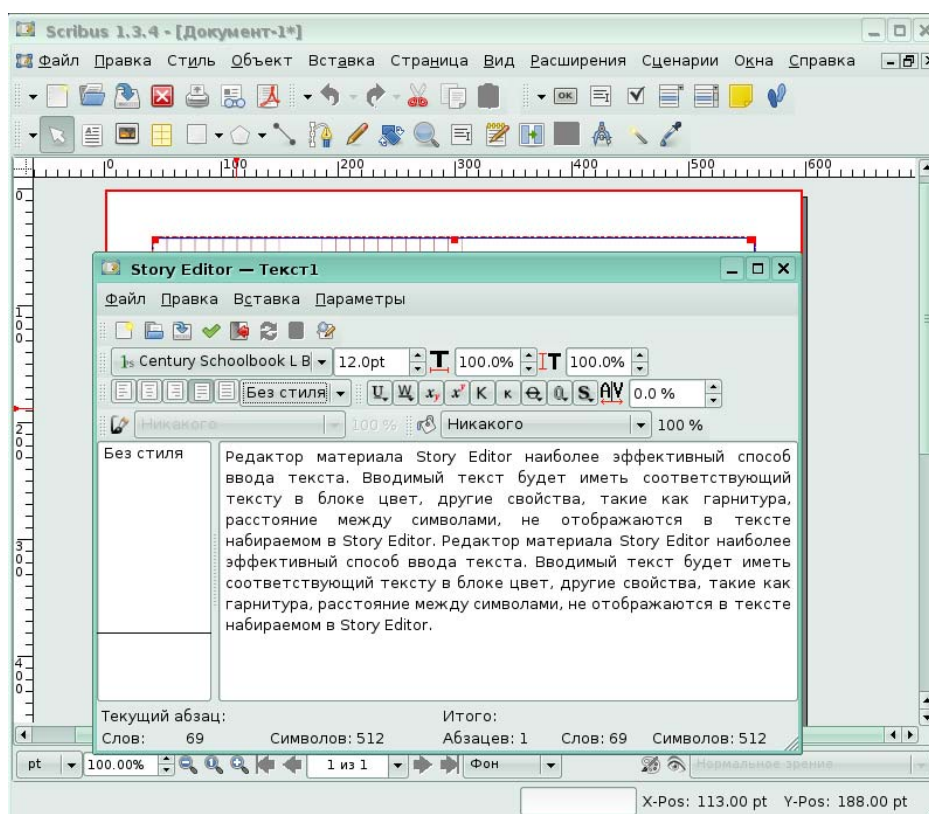 Scribus 1.3.4 - [Документ-1*]
Файл Правка Стиль Объект Вставка Страница Вид Расширения Сценарии Окна Справка
OK
0 100 200 300 400 500 600
0
100
200
300
400
Story Editor — Текст1
Файл Правка Вставка Параметры
Century Schoolbook L B 12.0pt T 100.0% T 100.0%
Без стиля U W x y x y K K O O S A|V 0.0 %
Никакого 100 % Никакого 100 %
Без стиля
Редактор материала Story Editor наиболее эффективный способ
ввода текста. Вводимый текст будет иметь соответствующий
тексту в блоке цвет, другие свойства, такие как гарнитура,
расстояние между символами, не отображаются в тексте
набираемом в Story Editor. Редактор материала Story Editor наиболее
эффективный способ ввода текста. Вводимый текст будет иметь
соответствующий тексту в блоке цвет, другие свойства, такие как
гарнитура, расстояние между символами, не отображаются в тексте
набираемом в Story Editor.
Текущий абзац: Итого:
Слов: 69 Символов: 512 Абзацев: 1 Слов: 69 Символов: 512
pt 100.00% 1 из 1 Фон Нормальное зрение
X-Pos: 113.00 pt Y-Pos: 188.00 pt